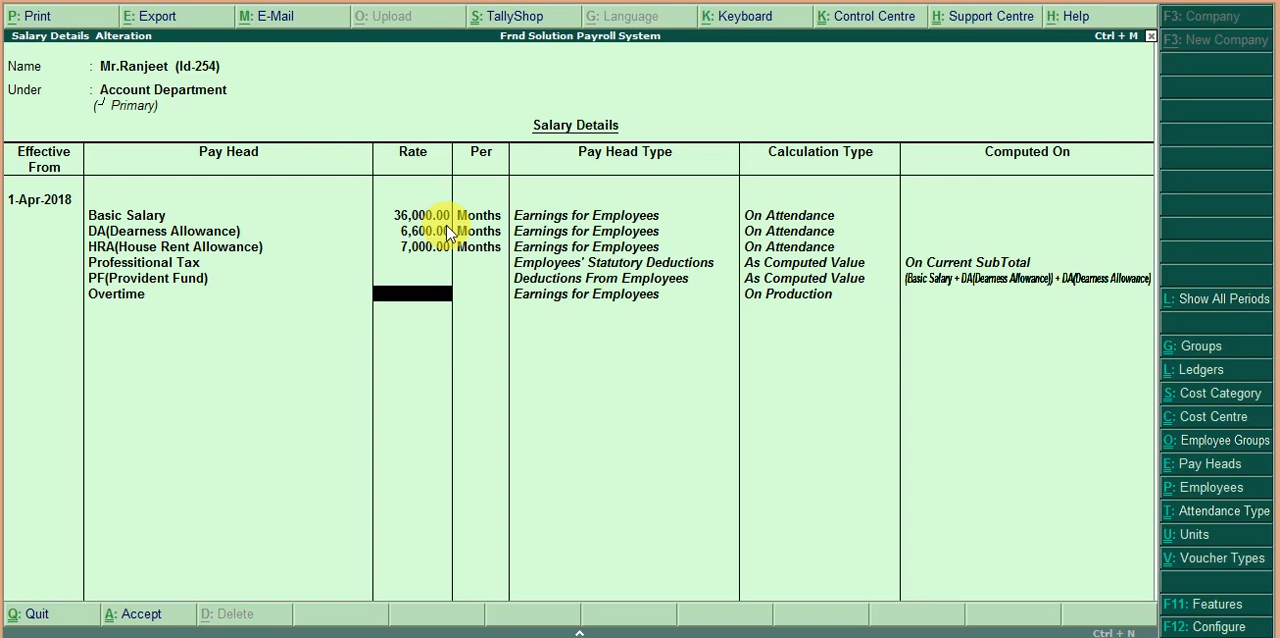 P: Print E: Export M: E-Mail O: Upload S: TallyShop G: Language K: Keyboard K: Control Centre H: Support Centre H: Help F3: Company
Salary Details Alteration Frnd Solution Payroll System Ctrl + M x F3: New Company
Name : Mr.Ranjeet (Id-254)
Under : Account Department
(┘ Primary)
Salary Details
Effective From Pay Head Rate Per Pay Head Type Calculation Type Computed On
1-Apr-2018
Basic Salary 36,000.00 Months Earnings for Employees On Attendance
DA(Dearness Allowance) 6,600.00 Months Earnings for Employees On Attendance
HRA(House Rent Allowance) 7,000.00 Months Earnings for Employees On Attendance
Professitional Tax Employees' Statutory Deductions As Computed Value On Current SubTotal
PF(Provident Fund) Deductions From Employees As Computed Value (Basic Salary + DA(Dearness Allowance)) + DA(Dearness Allowance)
Overtime Earnings for Employees On Production
L: Show All Periods
G: Groups
L: Ledgers
S: Cost Category
C: Cost Centre
O: Employee Groups
E: Pay Heads
P: Employees
T: Attendance Type
U: Units
V: Voucher Types
F11: Features
F12: Configure
Q: Quit A: Accept D: Delete
Ctrl + N